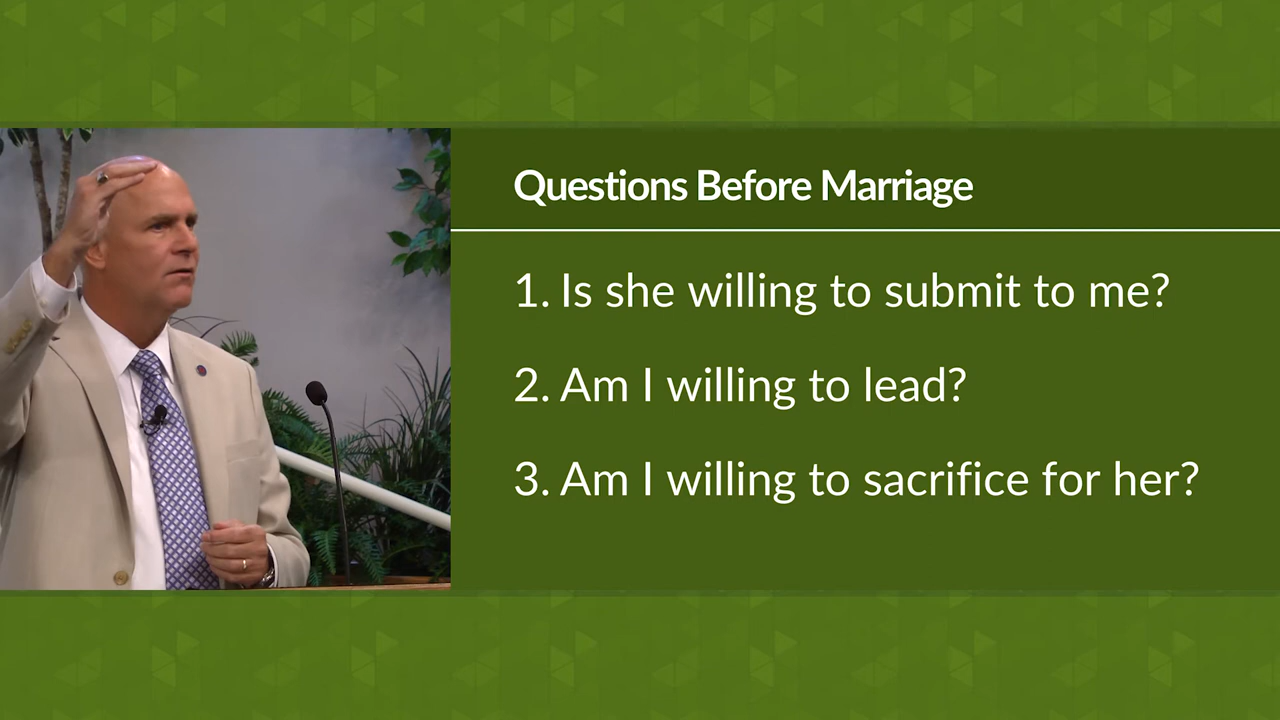 Questions Before Marriage
1. Is she willing to submit to me?
2. Am I willing to lead?
3. Am I willing to sacrifice for her?